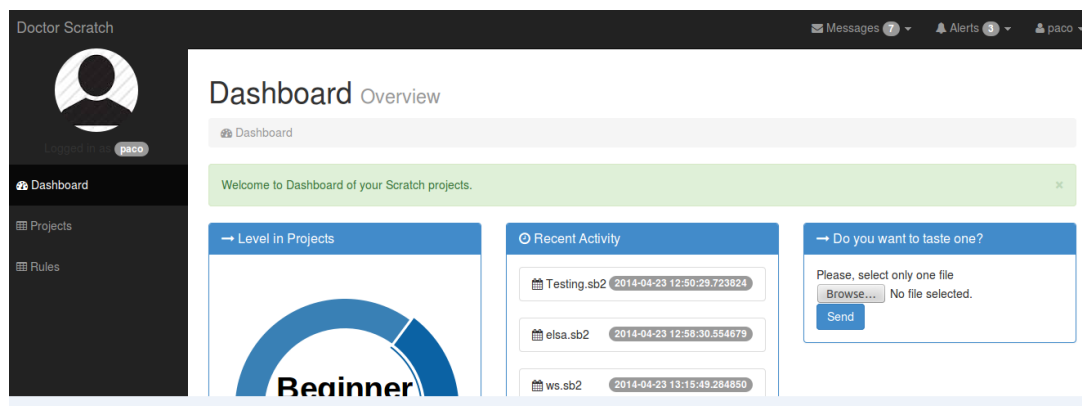 Doctor Scratch
Messages 7
Alerts 3
paco
Logged in as paco
Dashboard
Projects
Rules
Dashboard Overview
Dashboard
Welcome to Dashboard of your Scratch projects.
×
Level in Projects
Beginner
Recent Activity
Testing.sb2 2014-04-23 12:50:29.723824
elsa.sb2 2014-04-23 12:58:30.554679
ws.sb2 2014-04-23 13:15:49.284850
Do you want to taste one?
Please, select only one file
Browse... No file selected.
Send